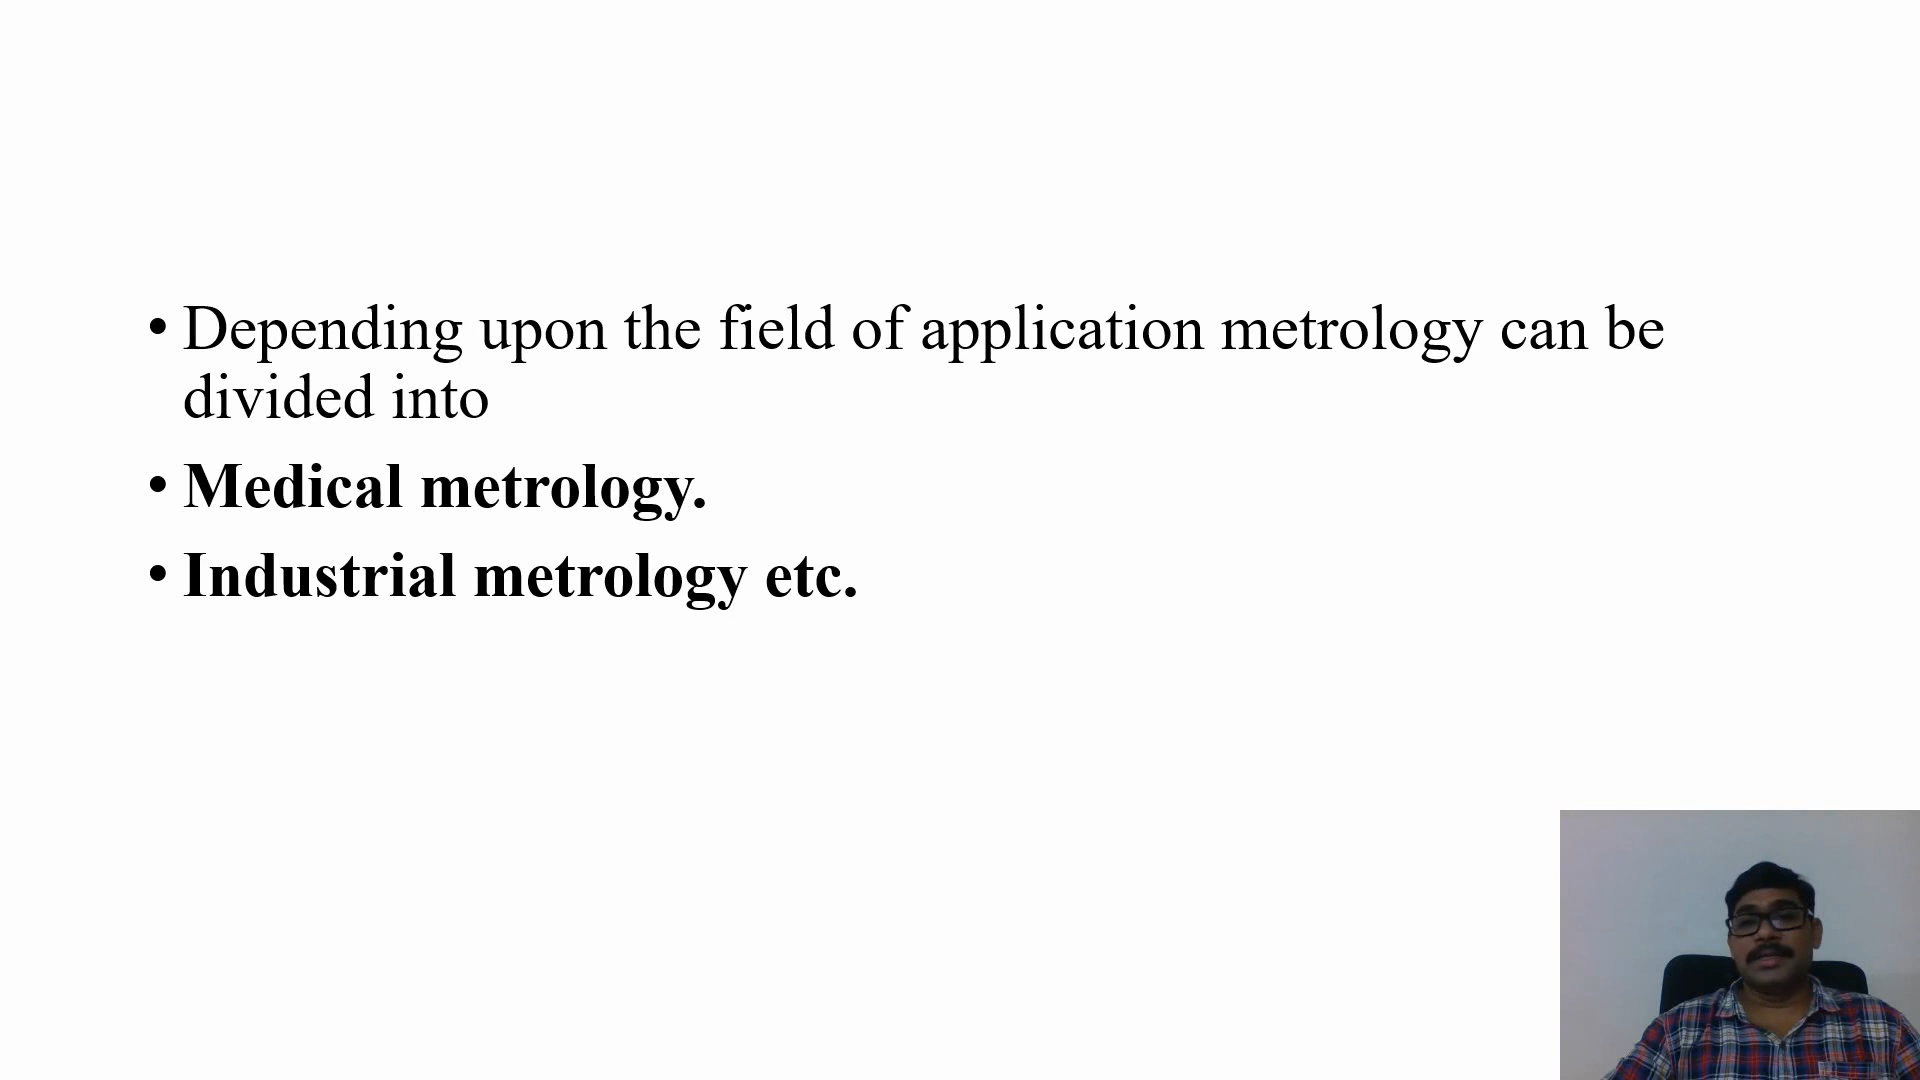 • Depending upon the field of application metrology can be
divided into
• Medical metrology.
• Industrial metrology etc.